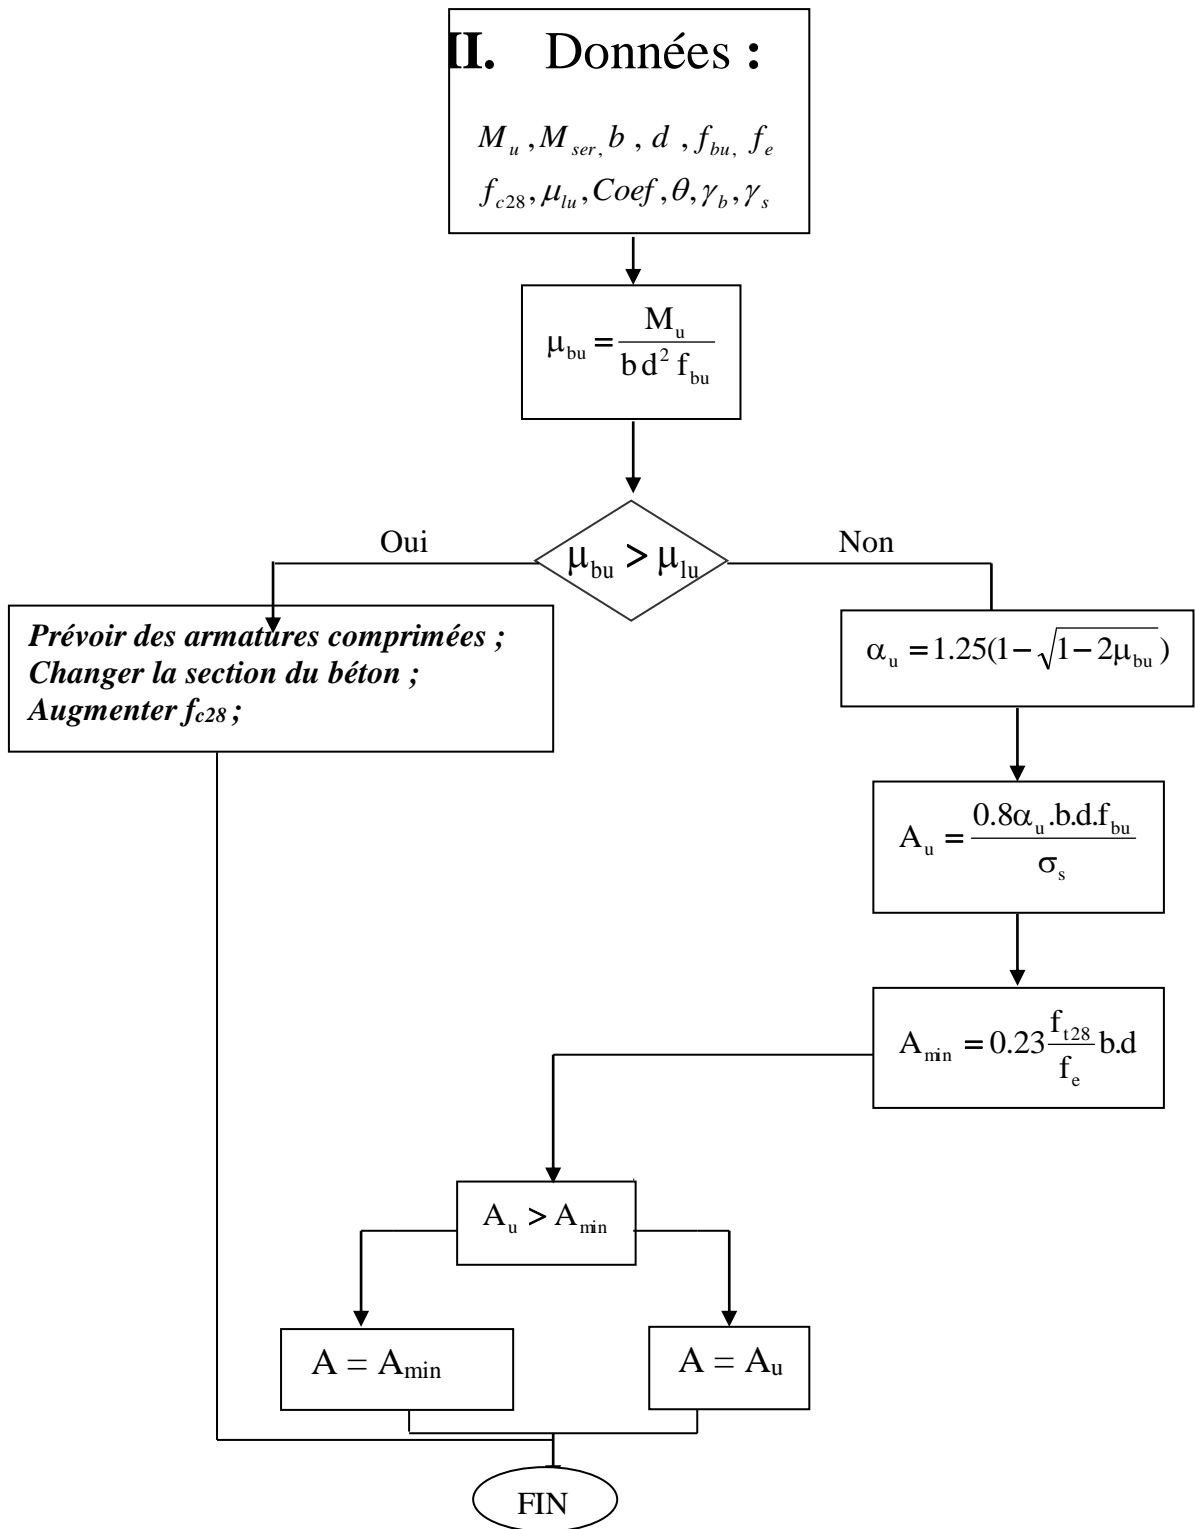 II. Données :
M_u , M_ser, b , d , f_bu, f_e
f_c28, μ_lu, Coef , θ, γ_b, γ_s
μ_bu = M_u / (b d² f_bu)
μ_bu > μ_lu
Oui
Non
Prévoir des armatures comprimées ;
Changer la section du béton ;
Augmenter f_c28 ;
α_u = 1.25(1−√(1−2μ_bu))
A_u = 0.8α_u .b.d.f_bu / σ_s
A_min = 0.23 f_t28 / f_e b.d
A_u > A_min
A = A_min
A = A_u
FIN